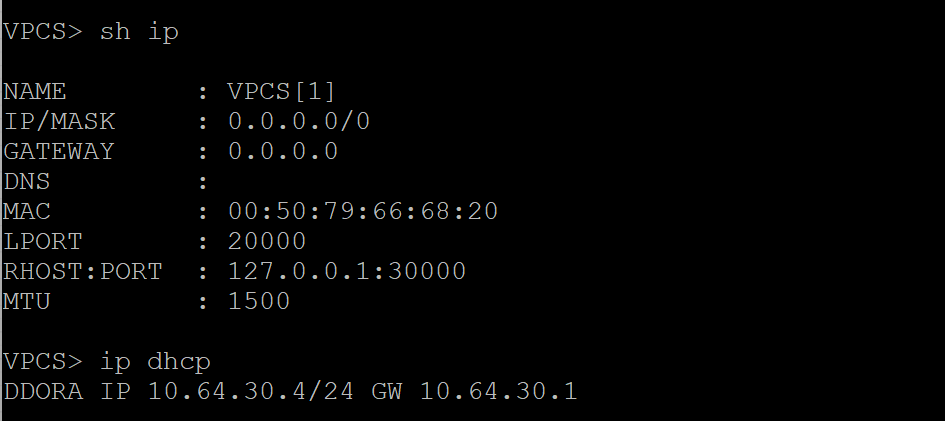 VPCS> sh ip
NAME : VPCS[1]
IP/MASK : 0.0.0.0/0
GATEWAY : 0.0.0.0
DNS :
MAC : 00:50:79:66:68:20
LPORT : 20000
RHOST:PORT : 127.0.0.1:30000
MTU : 1500
VPCS> ip dhcp
DDORA IP 10.64.30.4/24 GW 10.64.30.1